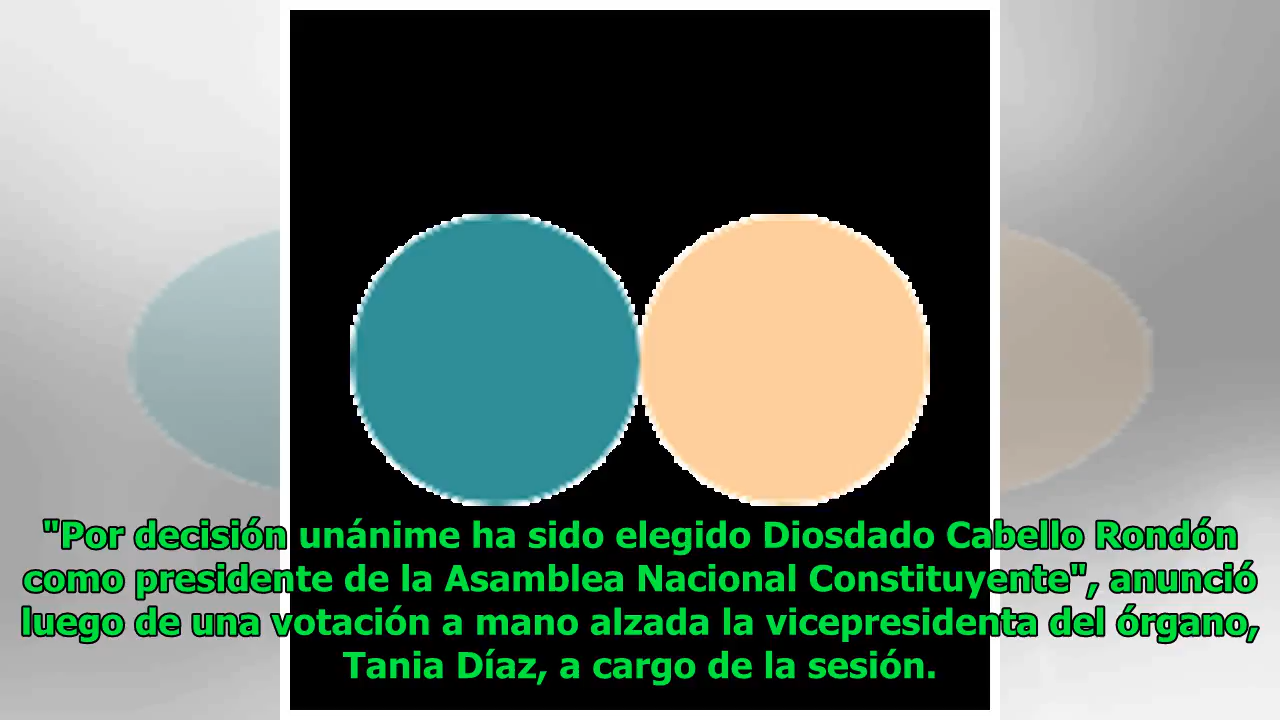 "Por decisión unánime ha sido elegido Diosdado Cabello Rondón
como presidente de la Asamblea Nacional Constituyente", anunció
luego de una votación a mano alzada la vicepresidenta del órgano,
Tania Díaz, a cargo de la sesión.